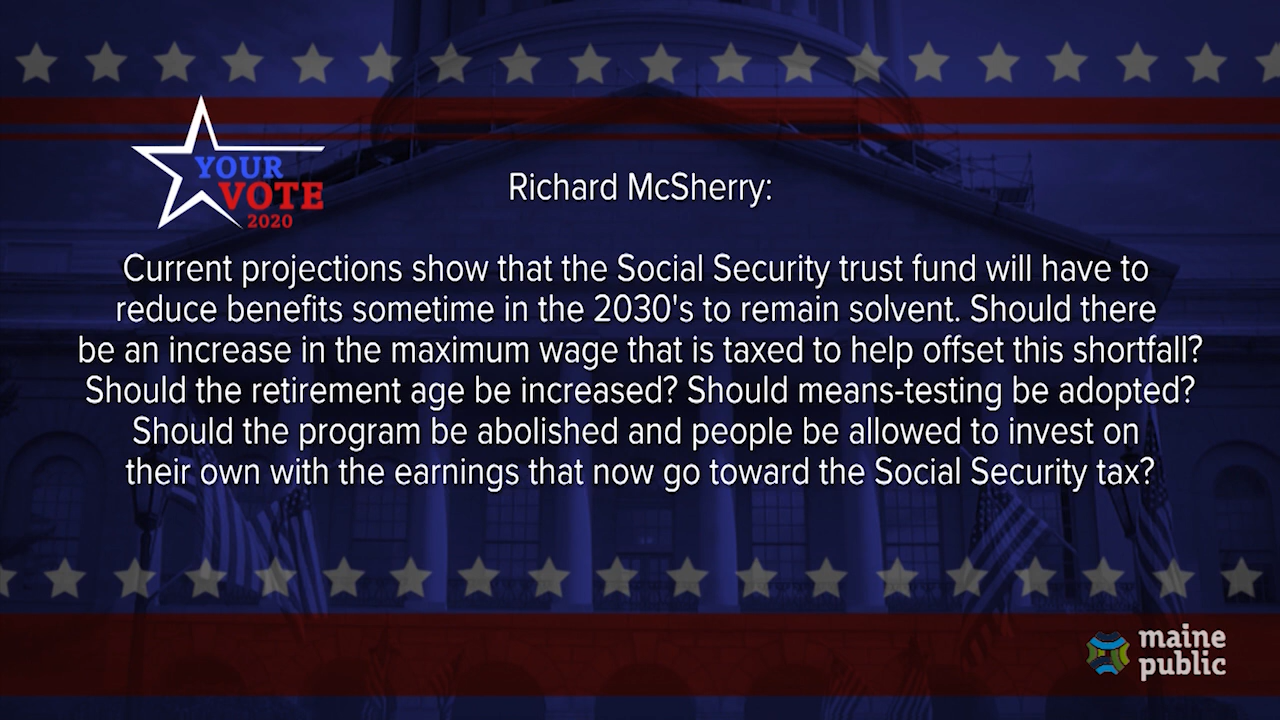 YOUR
VOTE
2020
Richard McSherry:
Current projections show that the Social Security trust fund will have to
reduce benefits sometime in the 2030's to remain solvent. Should there
be an increase in the maximum wage that is taxed to help offset this shortfall?
Should the retirement age be increased? Should means-testing be adopted?
Should the program be abolished and people be allowed to invest on
their own with the earnings that now go toward the Social Security tax?
maine
public